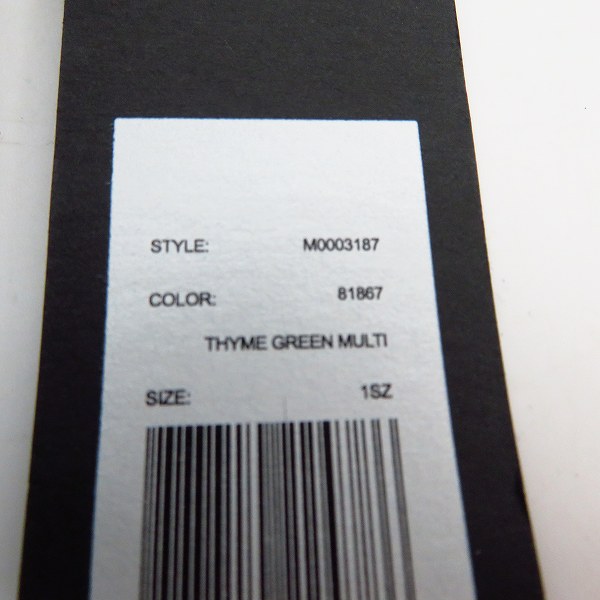 STYLE: M0003187
COLOR: 81867
THYME GREEN MULTI
SIZE: 1SZ